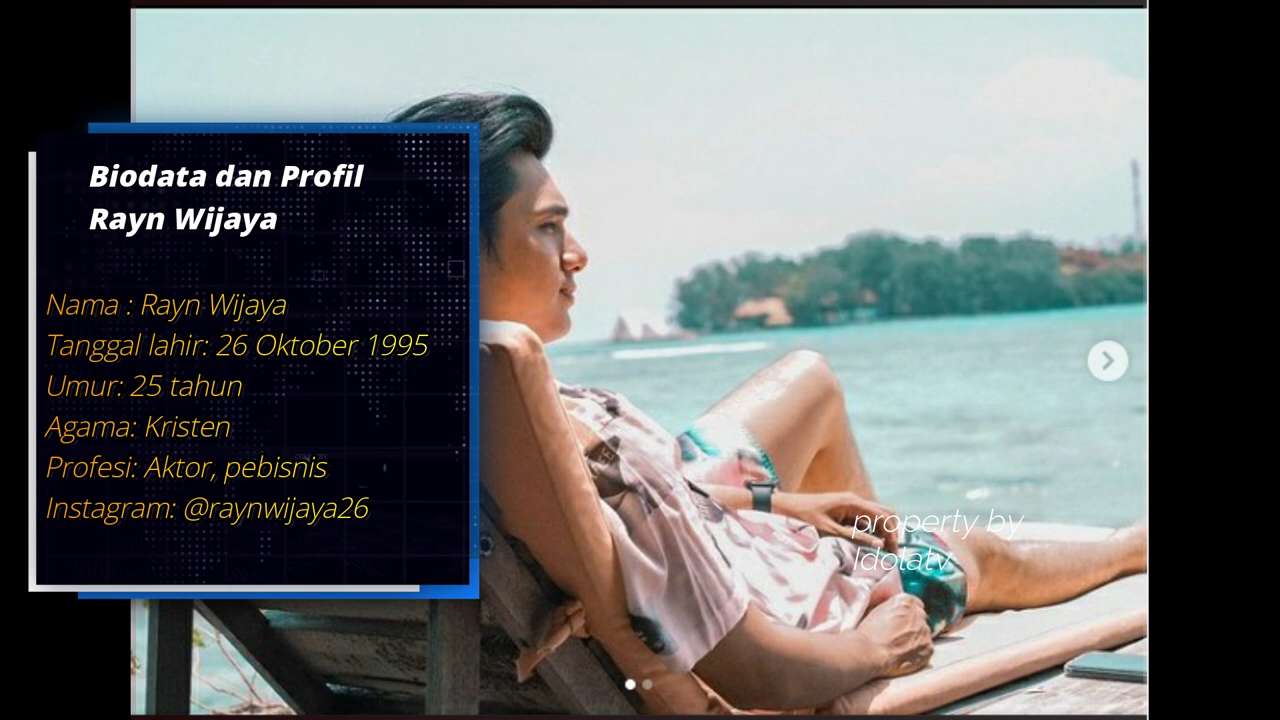 Biodata dan Profil
Rayn Wijaya
Nama : Rayn Wijaya
Tanggal lahir: 26 Oktober 1995
Umur: 25 tahun
Agama: Kristen
Profesi: Aktor, pebisnis
Instagram: @raynwijaya26
property by
Idolatv